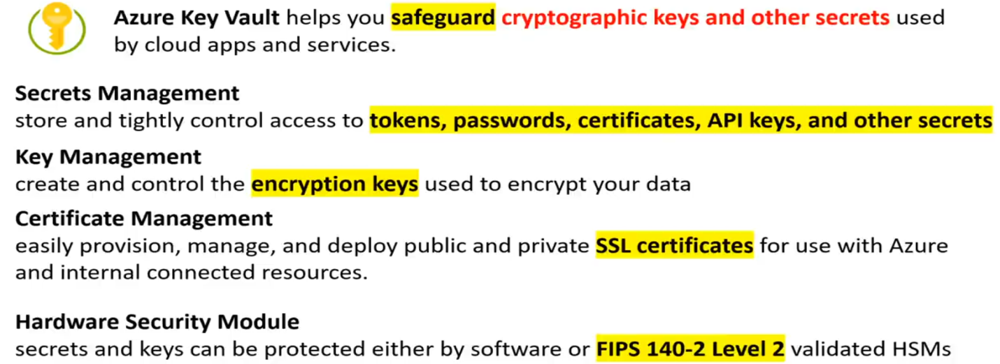 Azure Key Vault helps you safeguard cryptographic keys and other secrets used
by cloud apps and services.
Secrets Management
store and tightly control access to tokens, passwords, certificates, API keys, and other secrets
Key Management
create and control the encryption keys used to encrypt your data
Certificate Management
easily provision, manage, and deploy public and private SSL certificates for use with Azure
and internal connected resources.
Hardware Security Module
secrets and keys can be protected either by software or FIPS 140-2 Level 2 validated HSMs